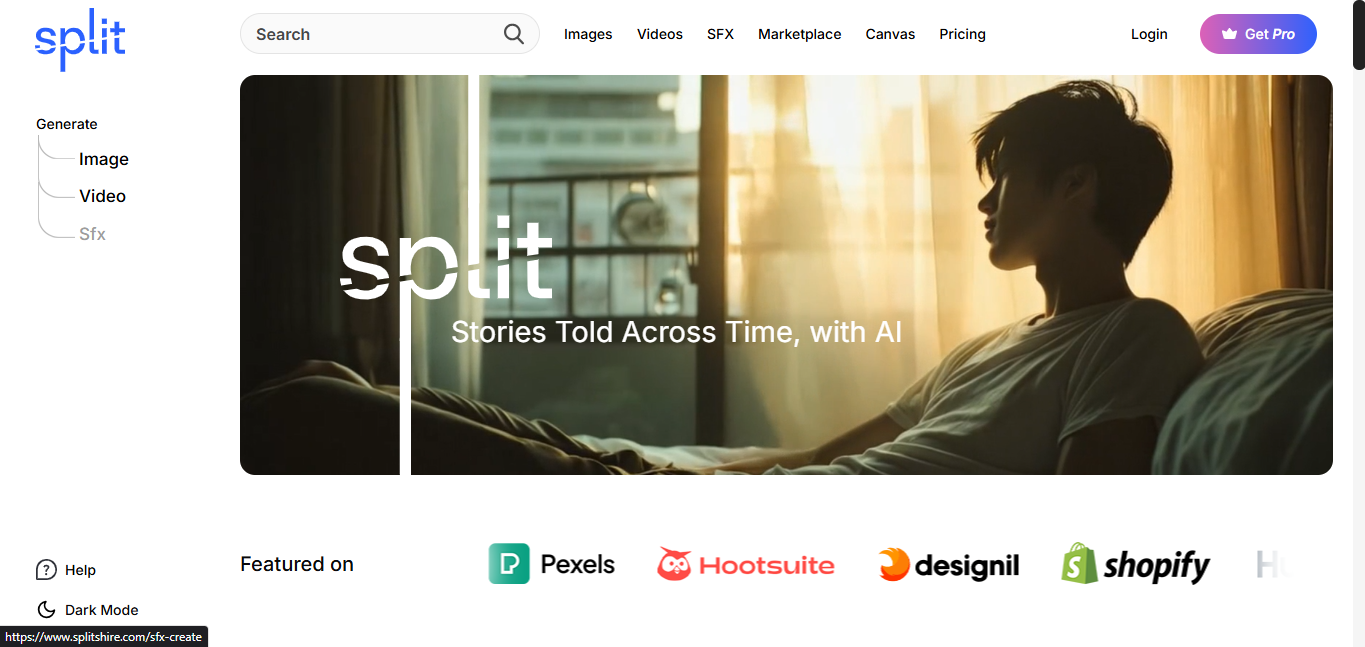 split
Search
Images Videos SFX Marketplace Canvas Pricing
Login
Get Pro
Generate
Image
Video
Sfx
split
Stories Told Across Time, with AI
Featured on
Pexels
Hootsuite
designil
shopify
Help
Dark Mode
https://www.splitshire.com/sfx-create